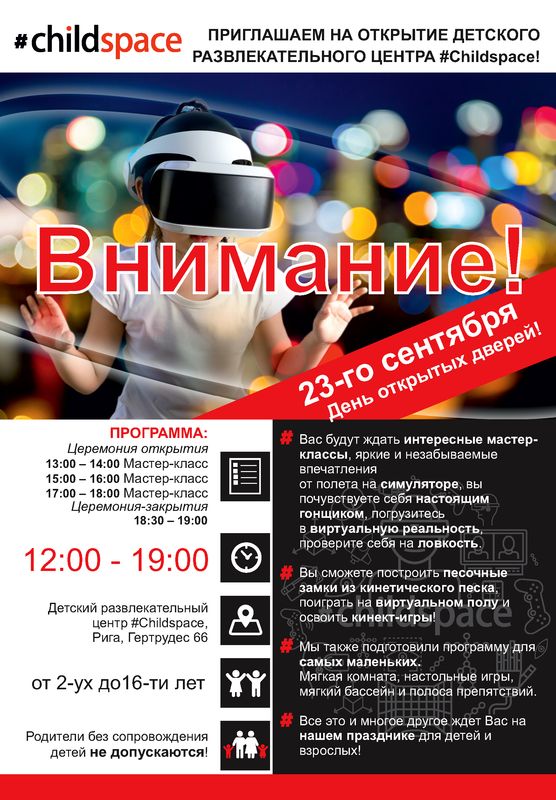 #childspace
ПРИГЛАШАЕМ НА ОТКРЫТИЕ ДЕТСКОГО
РАЗВЛЕКАТЕЛЬНОГО ЦЕНТРА #Childspace!
Внимание!
23-го сентября
День открытых дверей!
ПРОГРАММА:
Церемония открытия
13:00 – 14:00 Мастер-класс
15:00 – 16:00 Мастер-класс
17:00 – 18:00 Мастер-класс
Церемония-закрытия
18:30 – 19:00
12:00 - 19:00
Детский развлекательный
центр #Childspace,
Рига, Гертрудес 66
от 2-ух до16-ти лет
Родители без сопровождения
детей не допускаются!
# Вас будут ждать интересные мастер-
классы, яркие и незабываемые
впечатления
от полета на симуляторе, вы
почувствуете себя настоящим
гонщиком, погрузитесь
в виртуальную реальность,
проверите себя на ловкость.
# Вы сможете построить песочные
замки из кинетического песка,
поиграть на виртуальном полу и
освоить кинект-игры!
#childspace
# Мы также подготовили программу для
самых маленьких.
Мягкая комната, настольные игры,
мягкий бассейн и полоса препятствий.
# Все это и многое другое ждет Вас на
нашем празднике для детей и
взрослых!